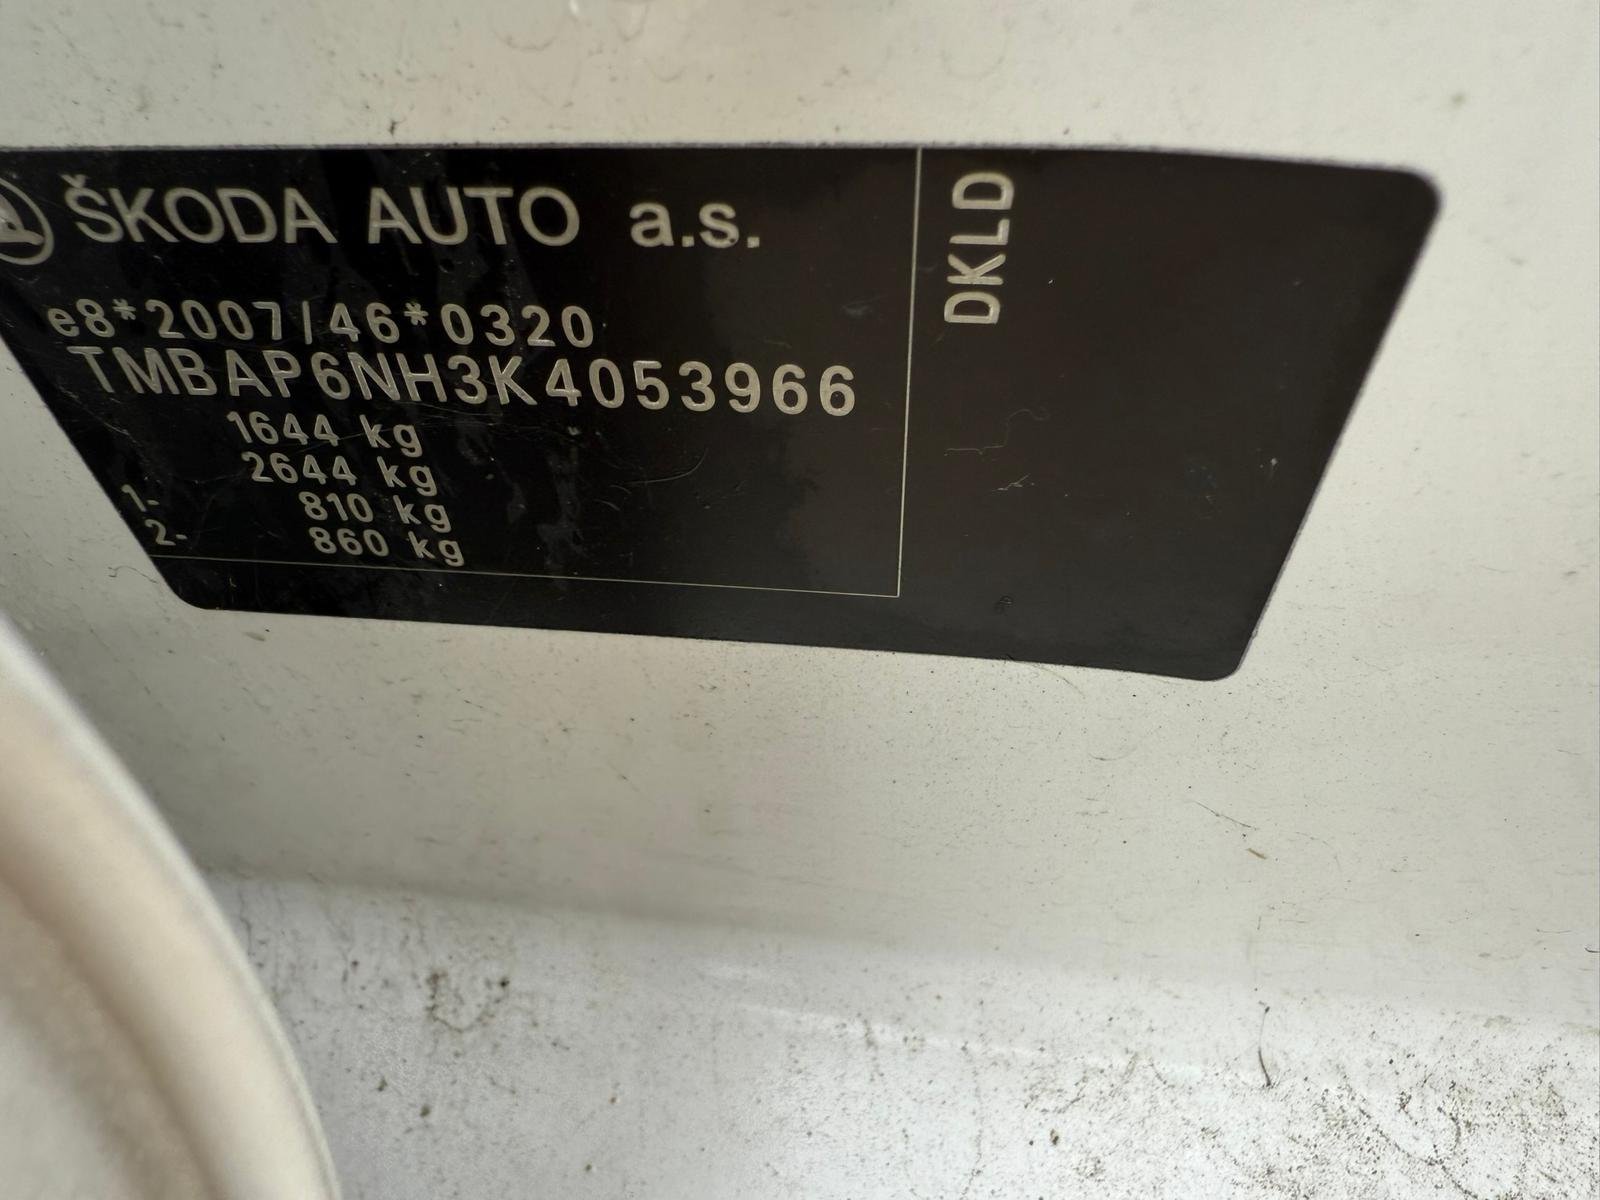 ŠKODA AUTO a.s.
e8*2007/46*0320
TMBAP6NH3K4053966
1644 kg
2644 kg
1- 810 kg
2- 860 kg
DKLD